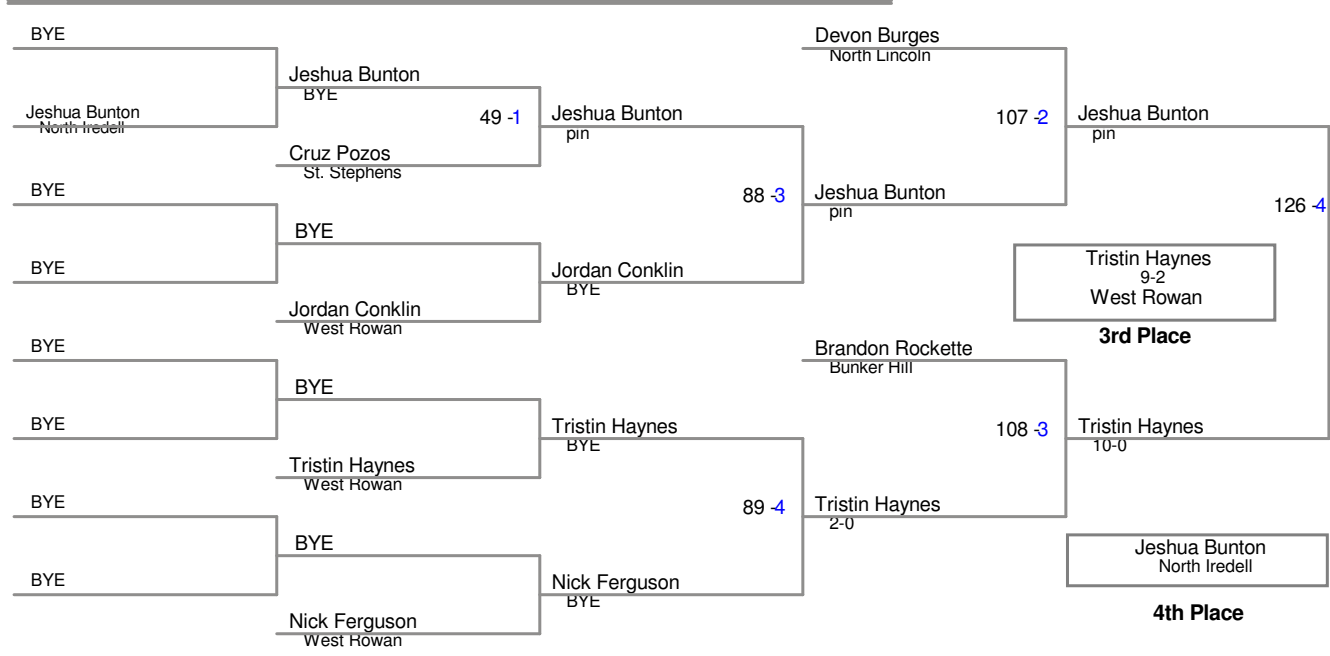 BYE
Jeshua Bunton
North Iredell
BYE
BYE
BYE
BYE
BYE
BYE
Jeshua Bunton
BYE
49 -1
Cruz Pozos
St. Stephens
BYE
Jordan Conklin
West Rowan
BYE
Tristin Haynes
West Rowan
BYE
Nick Ferguson
West Rowan
Jeshua Bunton
pin
88 -3
Jordan Conklin
BYE
Tristin Haynes
BYE
89 -4
Nick Ferguson
BYE
Devon Burges
North Lincoln
107 -2
Jeshua Bunton
pin
Brandon Rockette
Bunker Hill
108 -3
Tristin Haynes
2-0
Jeshua Bunton
pin
126 -4
Tristin Haynes
10-0
Tristin Haynes
9-2
West Rowan
3rd Place
Jeshua Bunton
North Iredell
4th Place